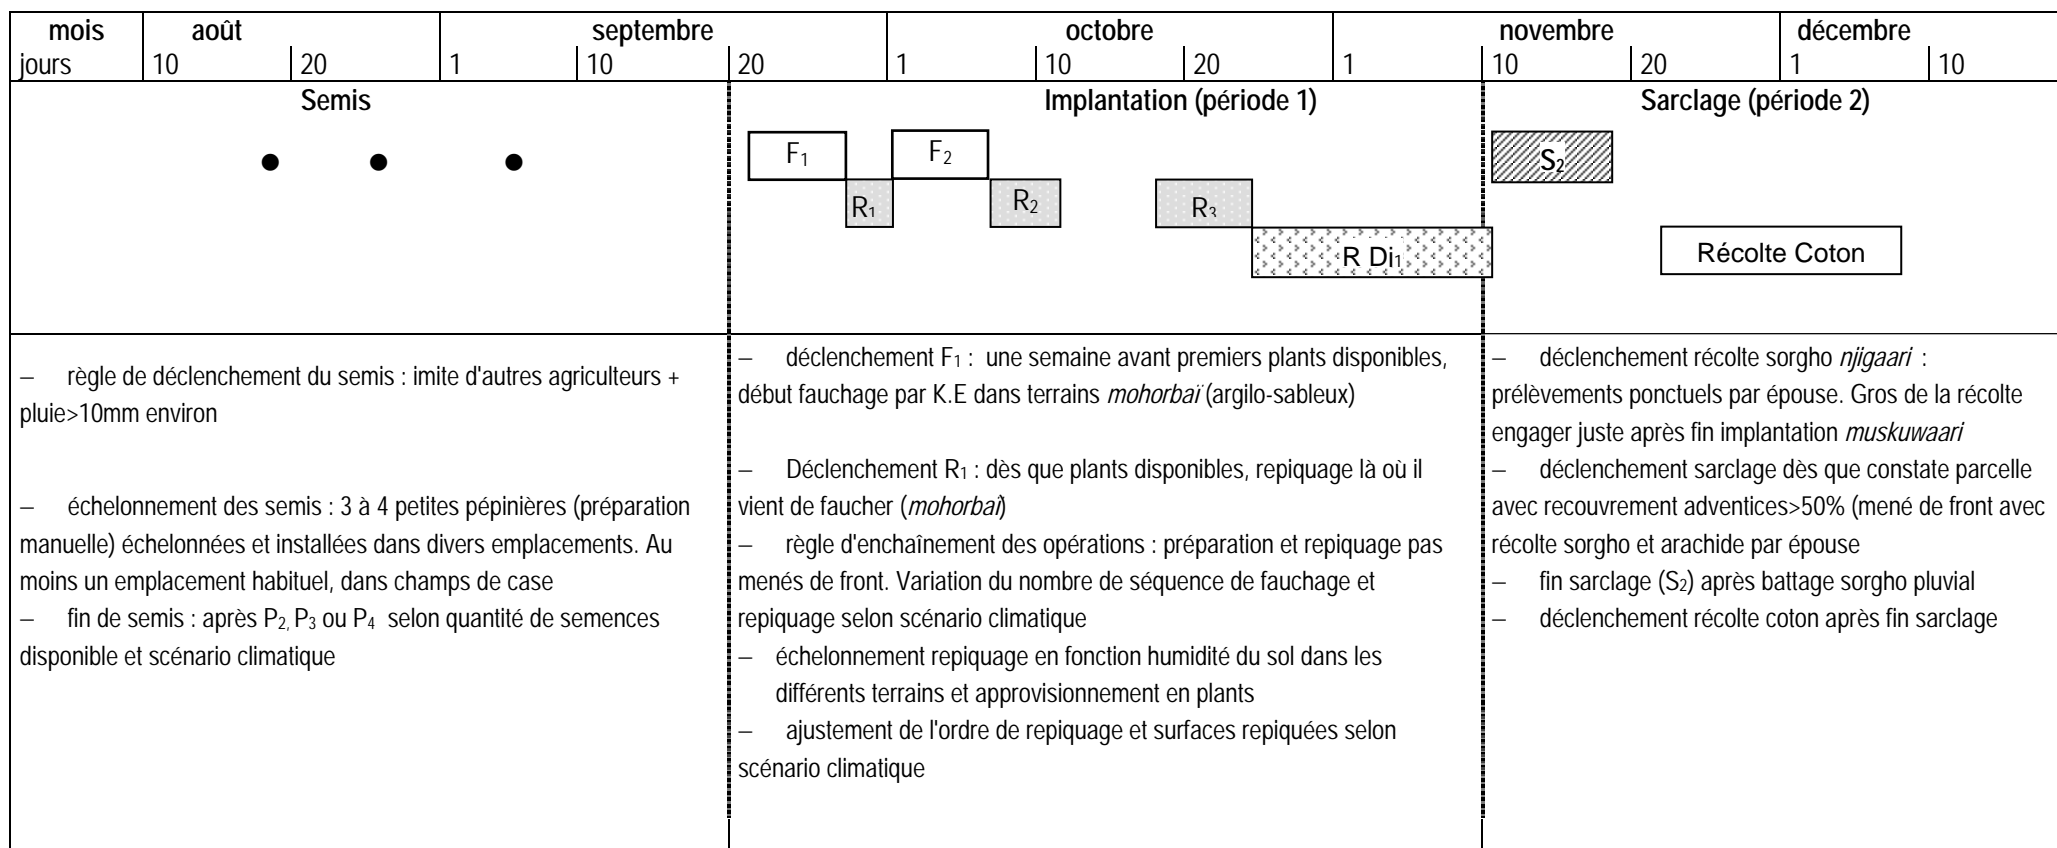 mois août septembre octobre novembre décembre
jours 10 20 1 10 20 1 10 20 1 10 20 1 10
Semis Implantation (période 1) Sarclage (période 2)
F1 F2 S2
R1 R2 R3
R Di1 Récolte Coton
– règle de déclenchement du semis : imite d'autres agriculteurs +
pluie>10mm environ
– échelonnement des semis : 3 à 4 petites pépinières (préparation
manuelle) échelonnées et installées dans divers emplacements. Au
moins un emplacement habituel, dans champs de case
– fin de semis : après P2, P3 ou P4 selon quantité de semences
disponible et scénario climatique
– déclenchement F1 : une semaine avant premiers plants disponibles,
début fauchage par K.E dans terrains mohorbaï (argilo-sableux)
– Déclenchement R1 : dès que plants disponibles, repiquage là où il
vient de faucher (mohorbaï)
– règle d'enchaînement des opérations : préparation et repiquage pas
menés de front. Variation du nombre de séquence de fauchage et
repiquage selon scénario climatique
– échelonnement repiquage en fonction humidité du sol dans les
différents terrains et approvisionnement en plants
– ajustement de l'ordre de repiquage et surfaces repiquées selon
scénario climatique
– déclenchement récolte sorgho njigaari :
prélèvements ponctuels par épouse. Gros de la récolte
engager juste après fin implantation muskuwaari
– déclenchement sarclage dès que constate parcelle
avec recouvrement adventices>50% (mené de front avec
récolte sorgho et arachide par épouse
– fin sarclage (S2) après battage sorgho pluvial
– déclenchement récolte coton après fin sarclage